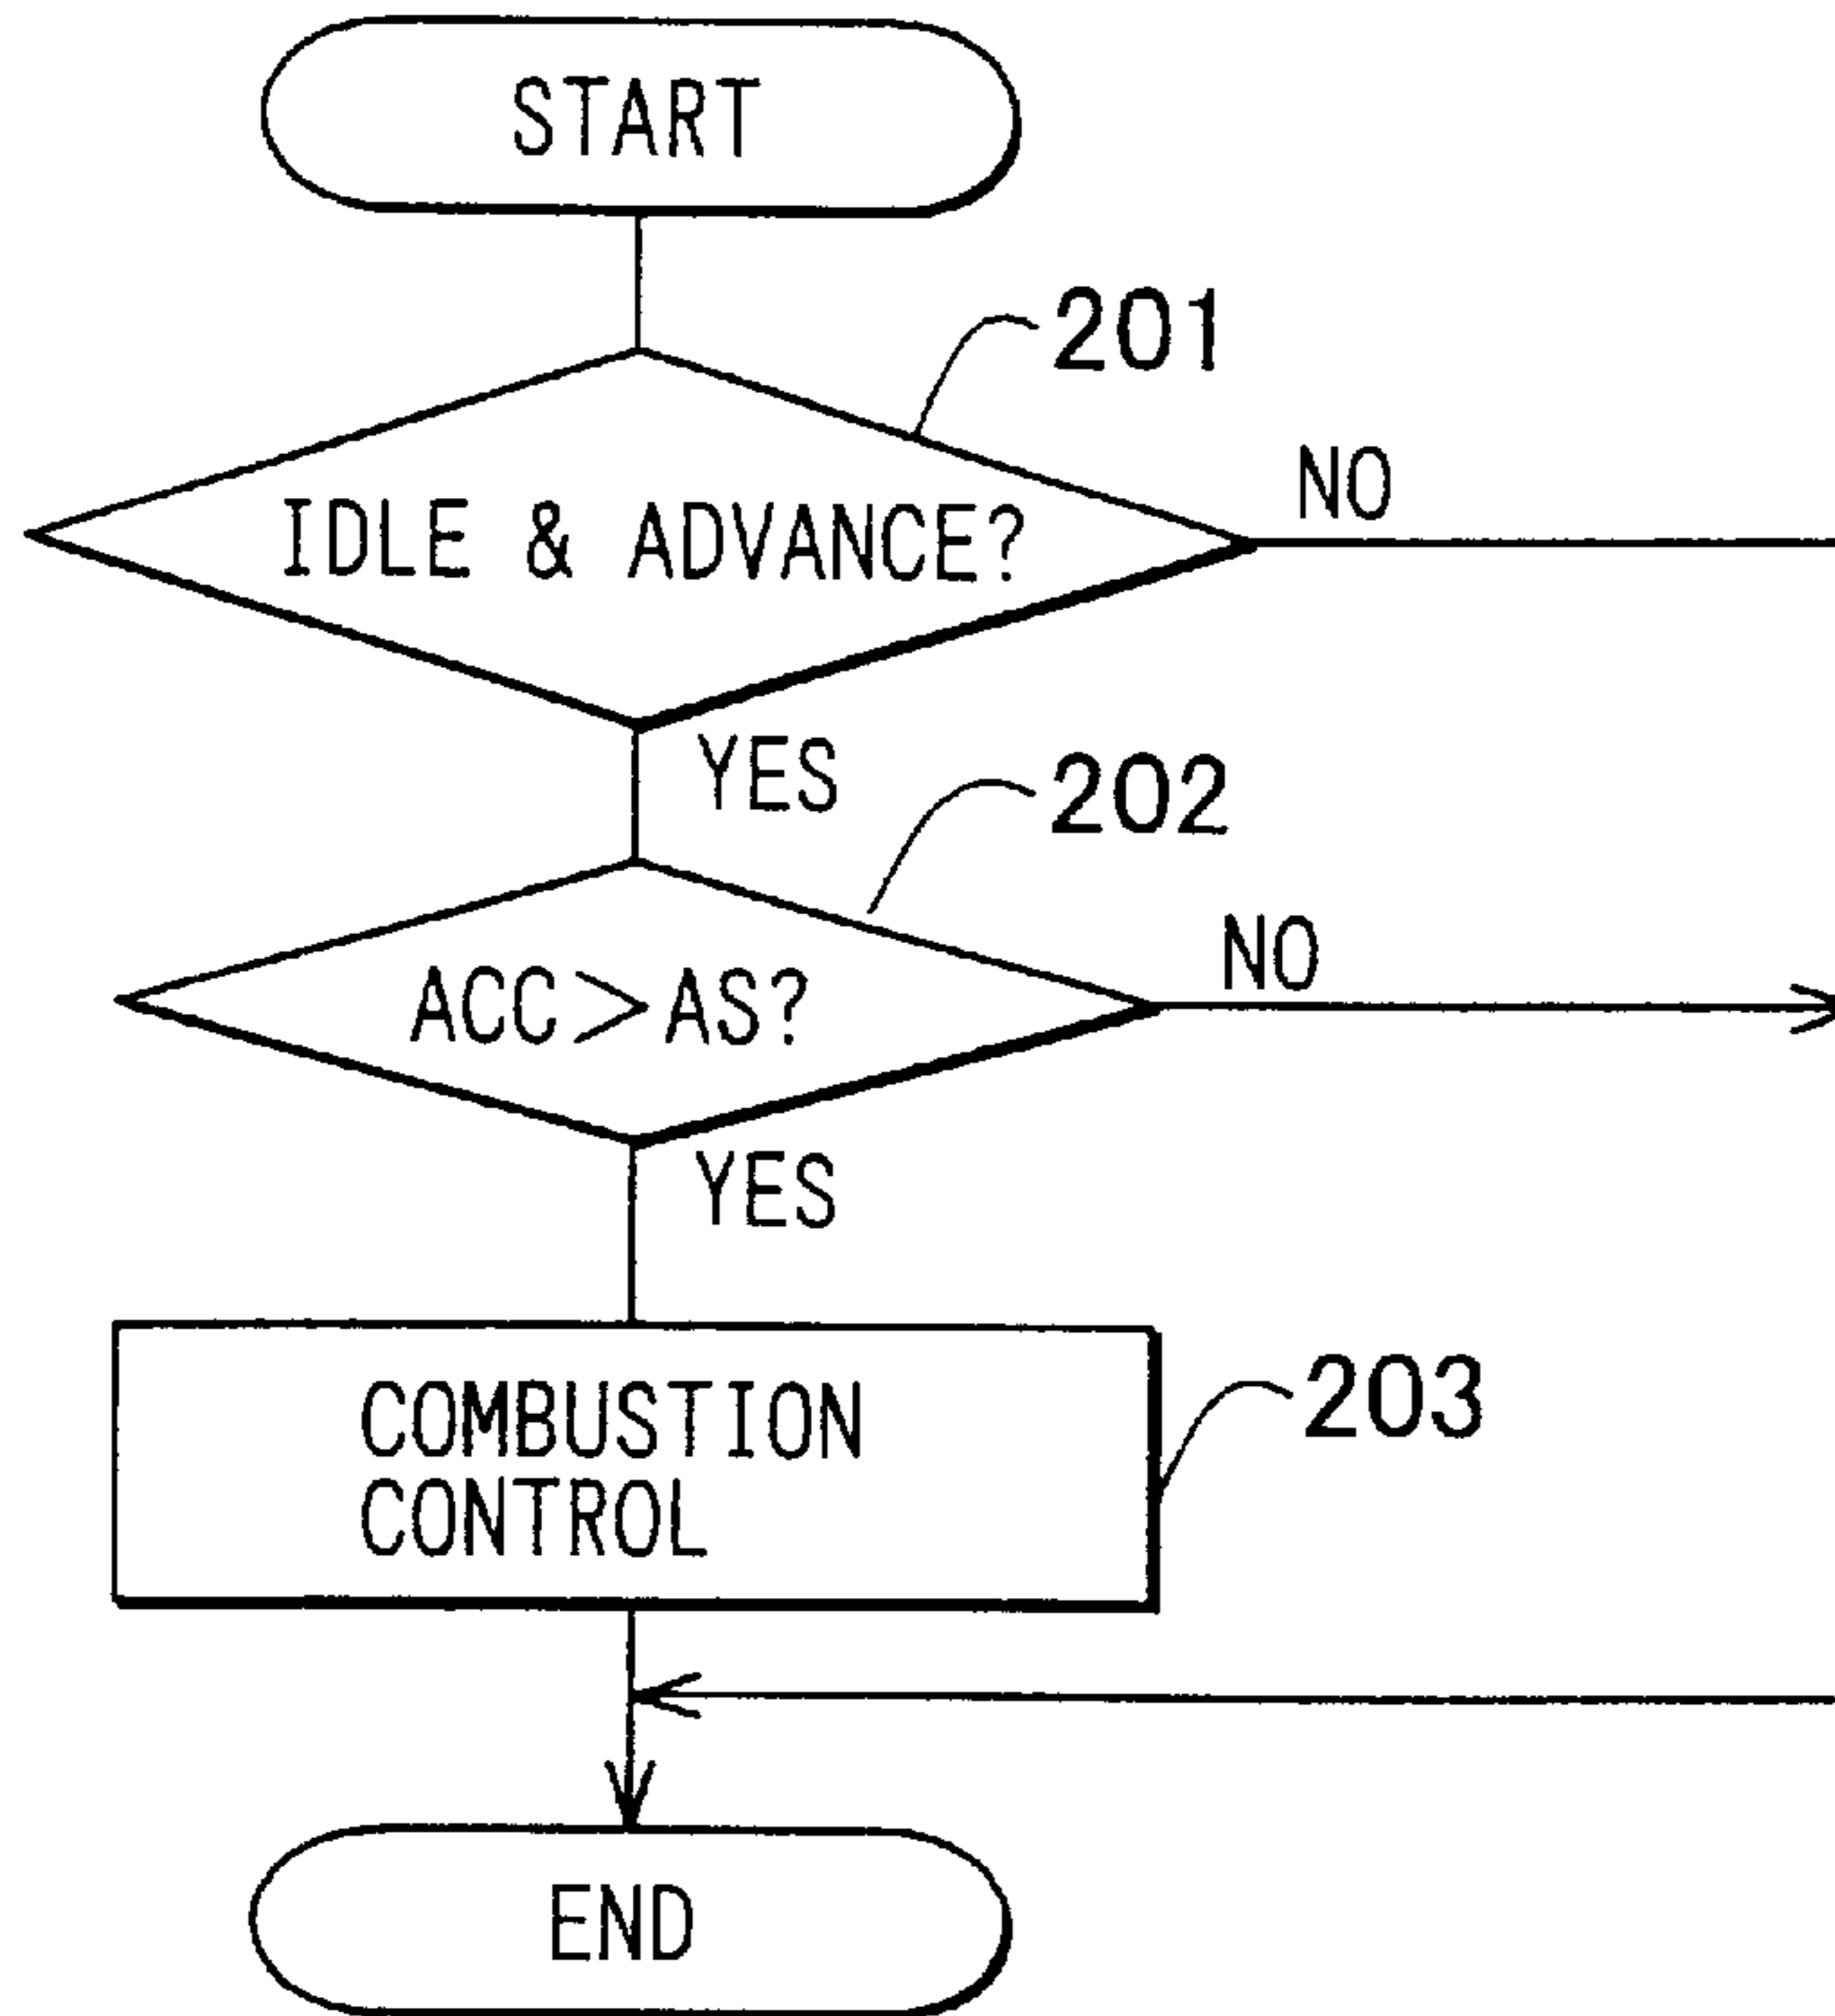 START
201
IDLE & ADVANCE?
NO
YES
202
ACC>AS?
NO
YES
COMBUSTION
CONTROL
203
END